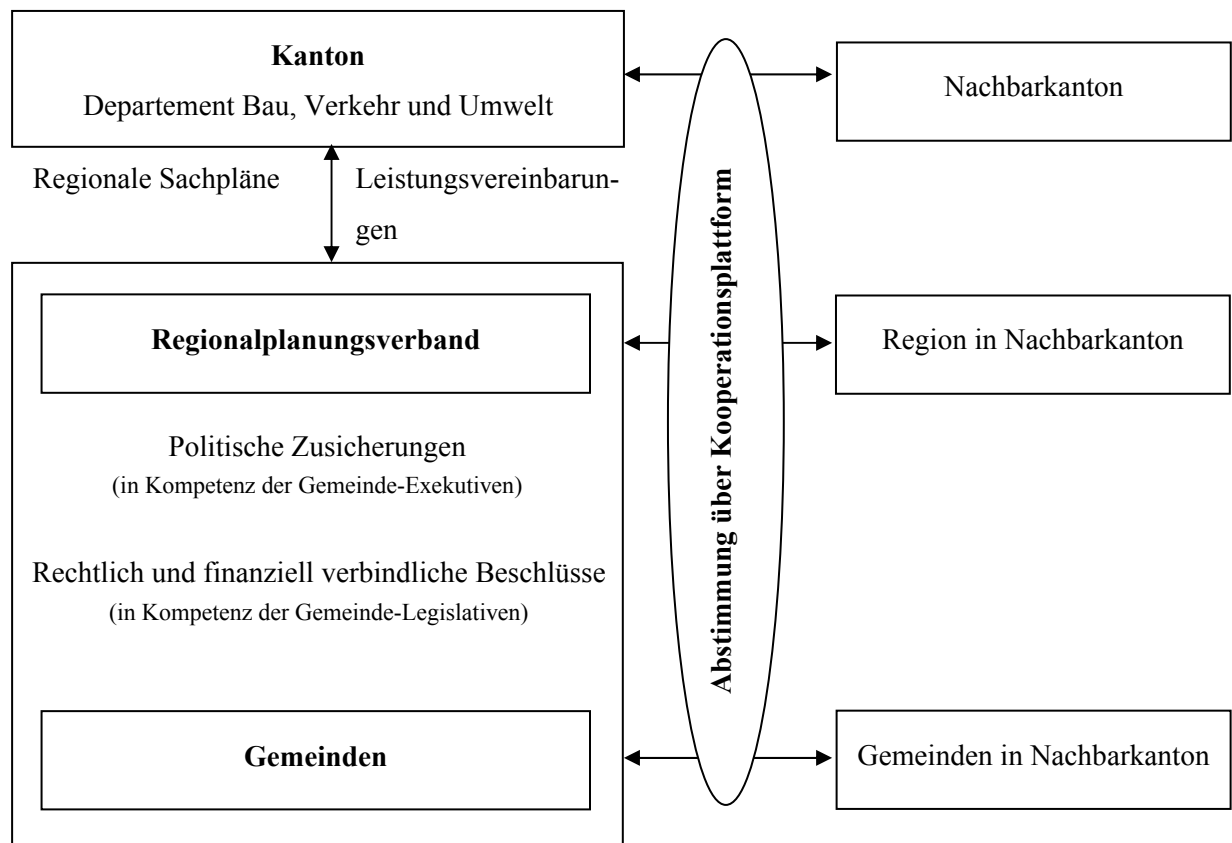 Kanton
Departement Bau, Verkehr und Umwelt
Nachbarkanton
Regionale Sachpläne
Leistungsvereinbarun-
gen
Abstimmung über Kooperationsplattform
Regionalplanungsverband
Region in Nachbarkanton
Politische Zusicherungen
(in Kompetenz der Gemeinde-Exekutiven)
Rechtlich und finanziell verbindliche Beschlüsse
(in Kompetenz der Gemeinde-Legislativen)
Gemeinden
Gemeinden in Nachbarkanton